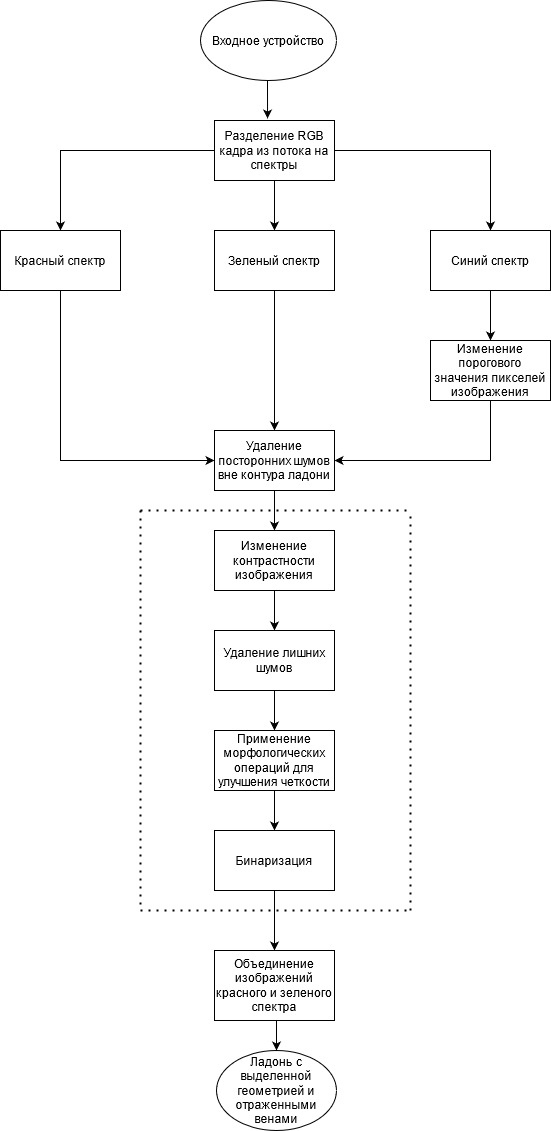 Входное устройство
Разделение RGB
кадра из потока на
спектры
Красный спектр
Зеленый спектр
Синий спектр
Изменение
порогового
значения пикселей
изображения
Удаление
посторонних шумов
вне контура ладони
Изменение
контрастности
изображения
Удаление лишних
шумов
Применение
морфологических
операций для
улучшения четкости
Бинаризация
Объединение
изображений
красного и зеленого
спектра
Ладонь с
выделенной
геометрией и
отраженными
венами